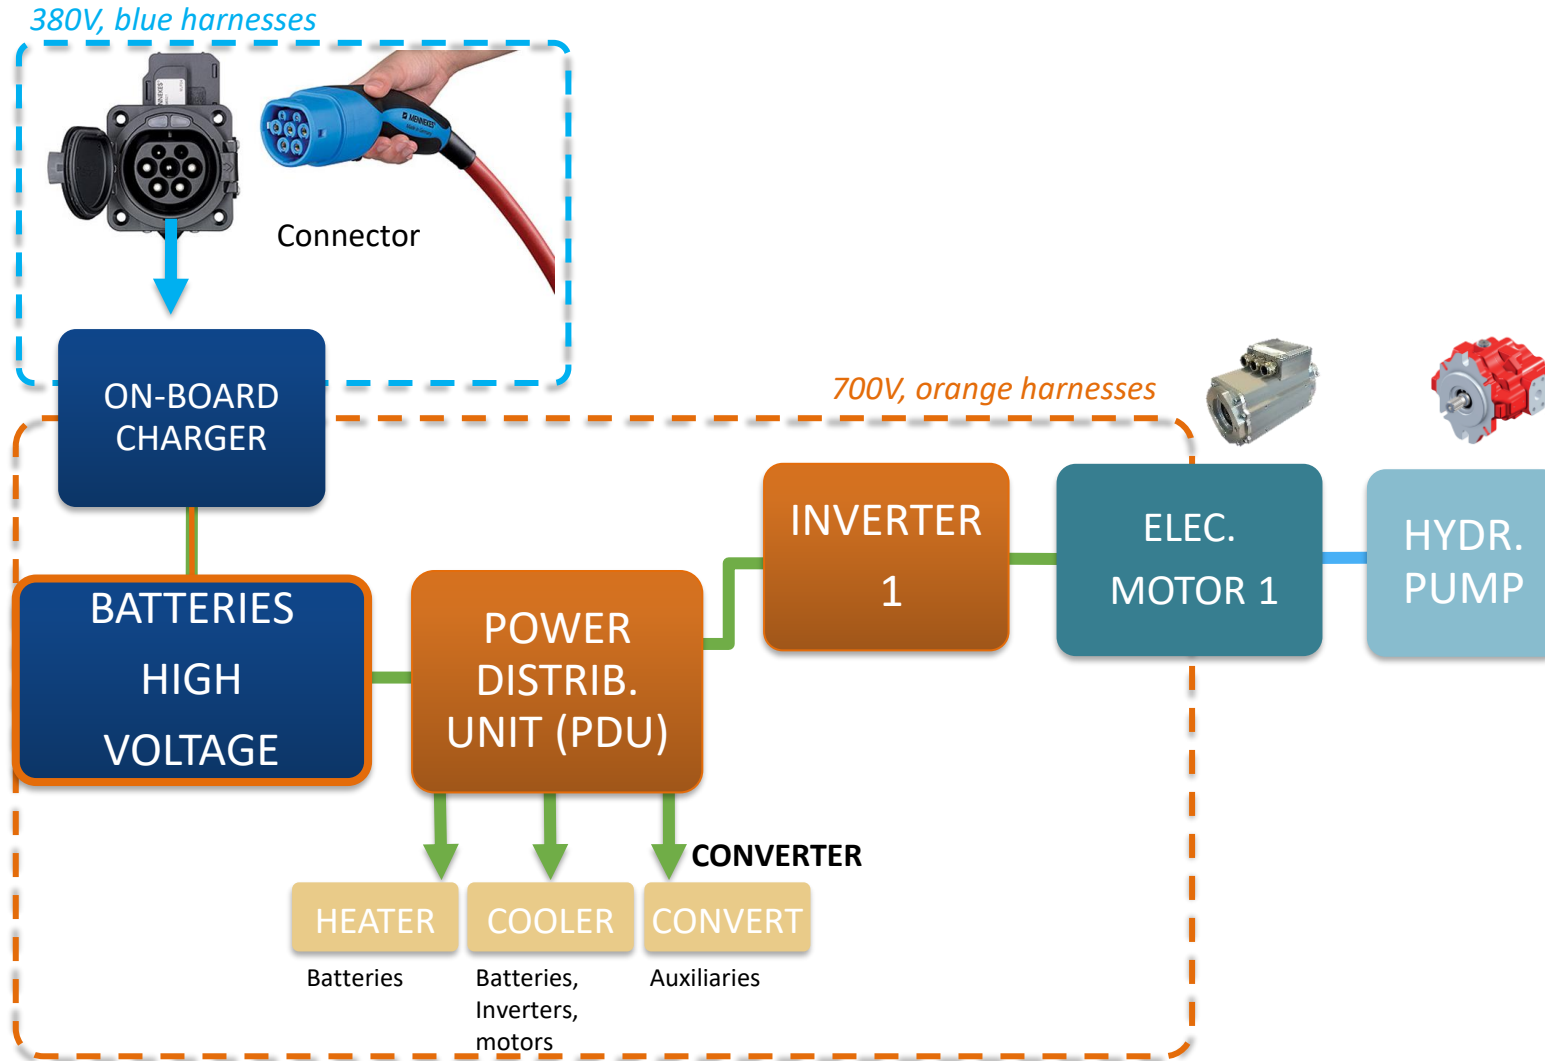 380V, blue harnesses
MENNEKES
Connector
ON-BOARD
CHARGER
700V, orange harnesses
BATTERIES
HIGH
VOLTAGE
POWER
DISTRIB.
UNIT (PDU)
INVERTER
1
ELEC.
MOTOR 1
HYDR.
PUMP
CONVERTER
HEATER
COOLER
CONVERT
Batteries
Batteries,
Inverters,
motors
Auxiliaries